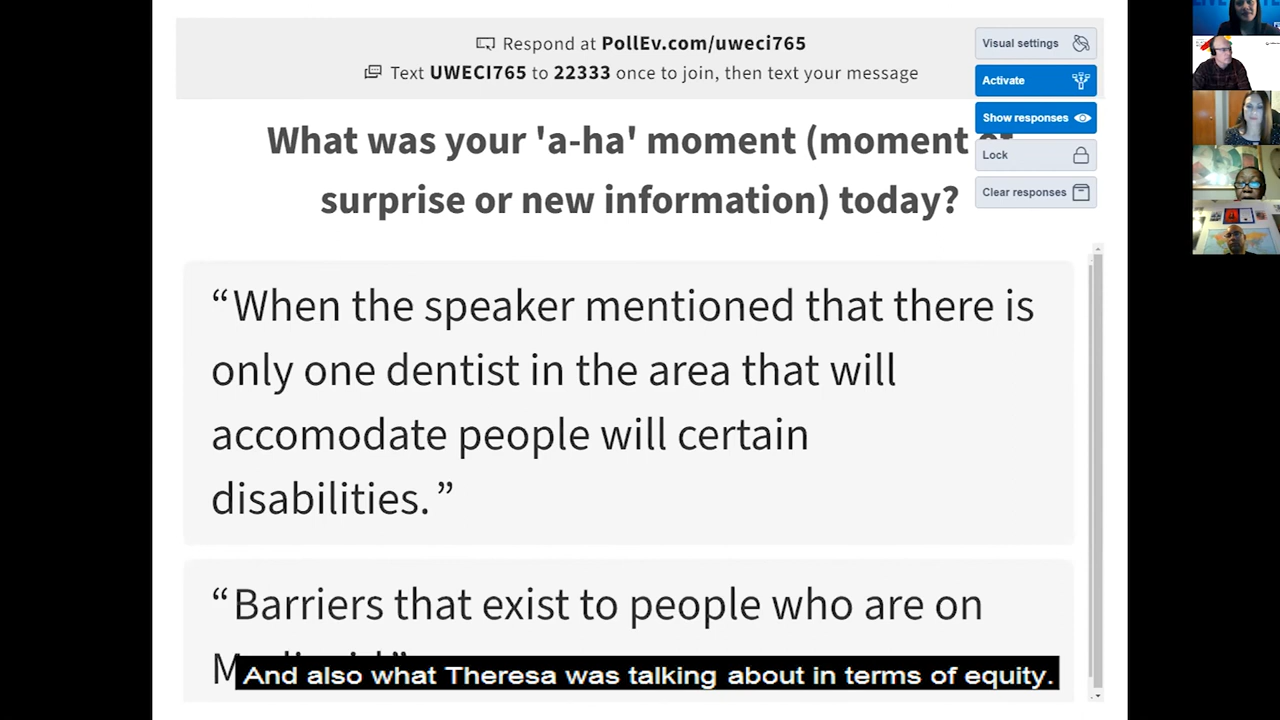 Respond at PollEv.com/uweci765
Text UWECI765 to 22333 once to join, then text your message
Visual settings
Activate
Show responses
Lock
Clear responses
What was your 'a-ha' moment (moment
surprise or new information) today?
“When the speaker mentioned that there is
only one dentist in the area that will
accomodate people will certain
disabilities.”
“Barriers that exist to people who are on
And also what Theresa was talking about in terms of equity.